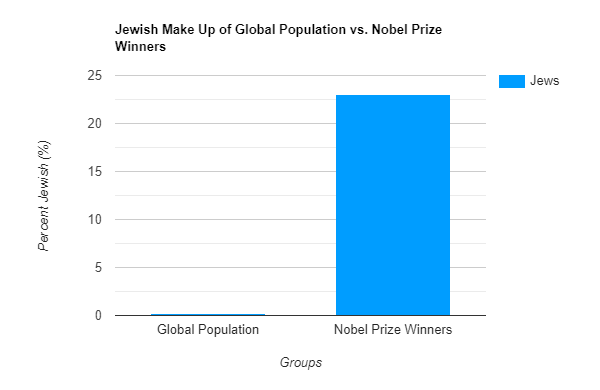 Jewish Make Up of Global Population vs. Nobel Prize
Winners
25
Jews
20
15
10
5
0
Percent Jewish (%)
Global Population
Nobel Prize Winners
Groups